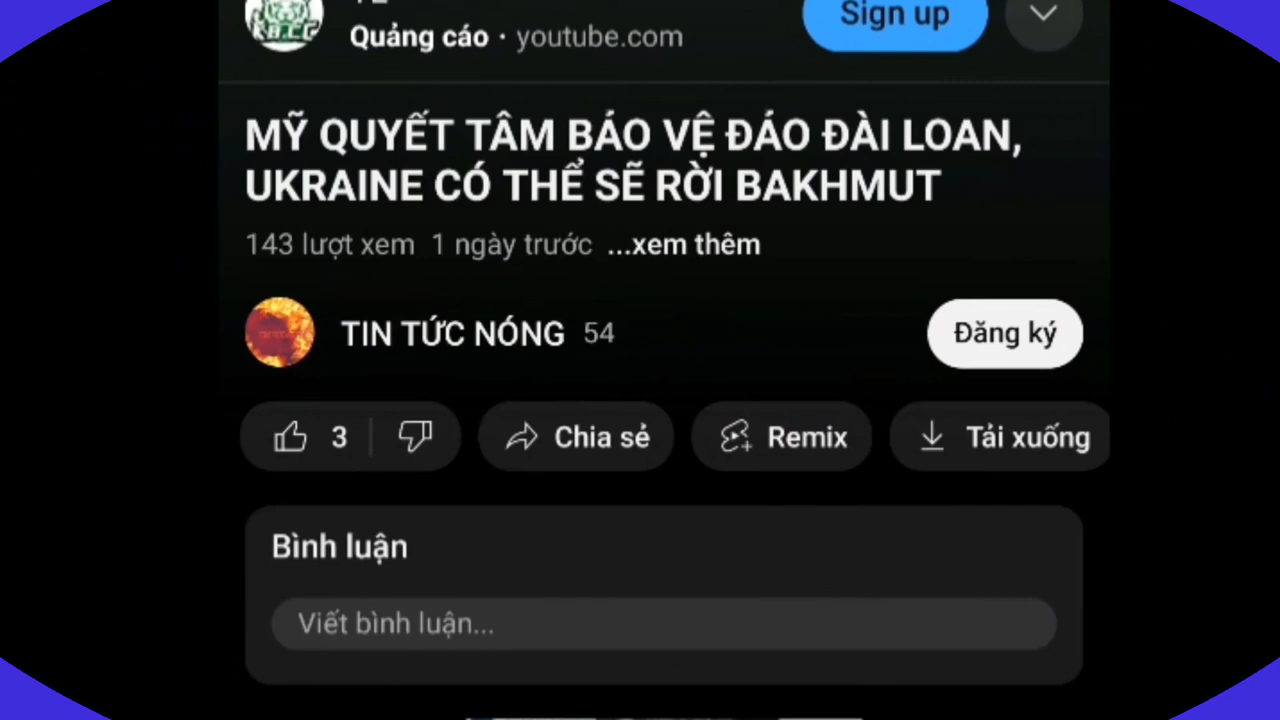 Sign up
Quảng cáo · youtube.com
MỸ QUYẾT TÂM BẢO VỆ ĐẢO ĐÀI LOAN,
UKRAINE CÓ THỂ SẼ RỜI BAKHMUT
143 lượt xem 1 ngày trước ...xem thêm
TIN TỨC NÓNG 54
Đăng ký
3 Chia sẻ Remix Tải xuống
Bình luận
Viết bình luận...